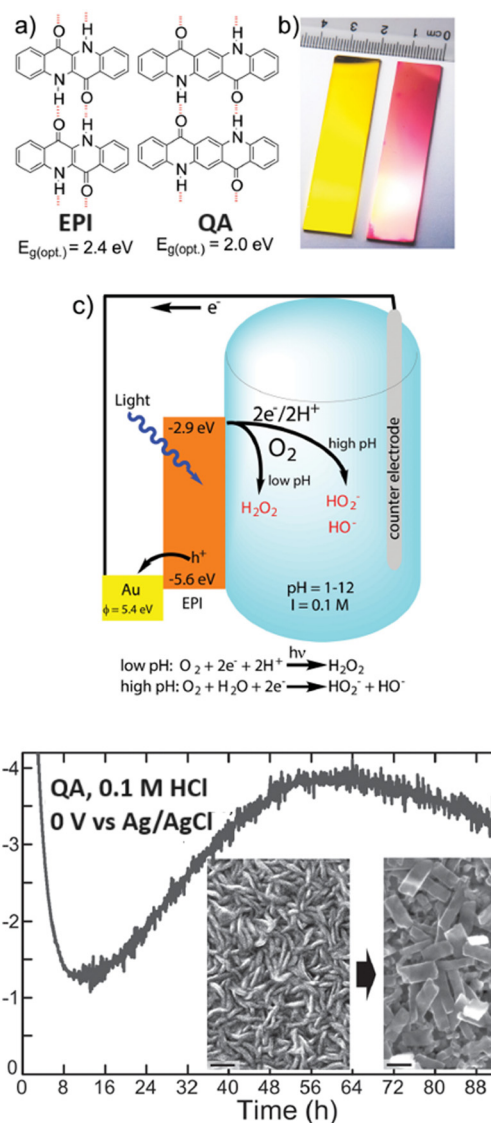 a)
O
H
N
N
H
O
O
H
N
N
H
O
EPI
E_g(opt.) = 2.4 eV
O
H
N
N
H
O
O
H
N
N
H
O
QA
E_g(opt.) = 2.0 eV
b)
4 3 2 1 0 cm
c)
e⁻
Light
-2.9 eV
2e⁻/2H⁺
O₂
high pH
low pH
H₂O₂
HO₂⁻
HO⁻
counter electrode
h⁺
-5.6 eV
Au
ϕ = 5.4 eV
EPI
pH = 1-12
I = 0.1 M
hν
low pH: O₂ + 2e⁻ + 2H⁺ → H₂O₂
high pH: O₂ + H₂O + 2e⁻ → HO₂⁻ + HO⁻
-4
-3
-2
-1
0
QA, 0.1 M HCl
0 V vs Ag/AgCl
0 8 16 24 32 40 48 56 64 72 80 88
Time (h)